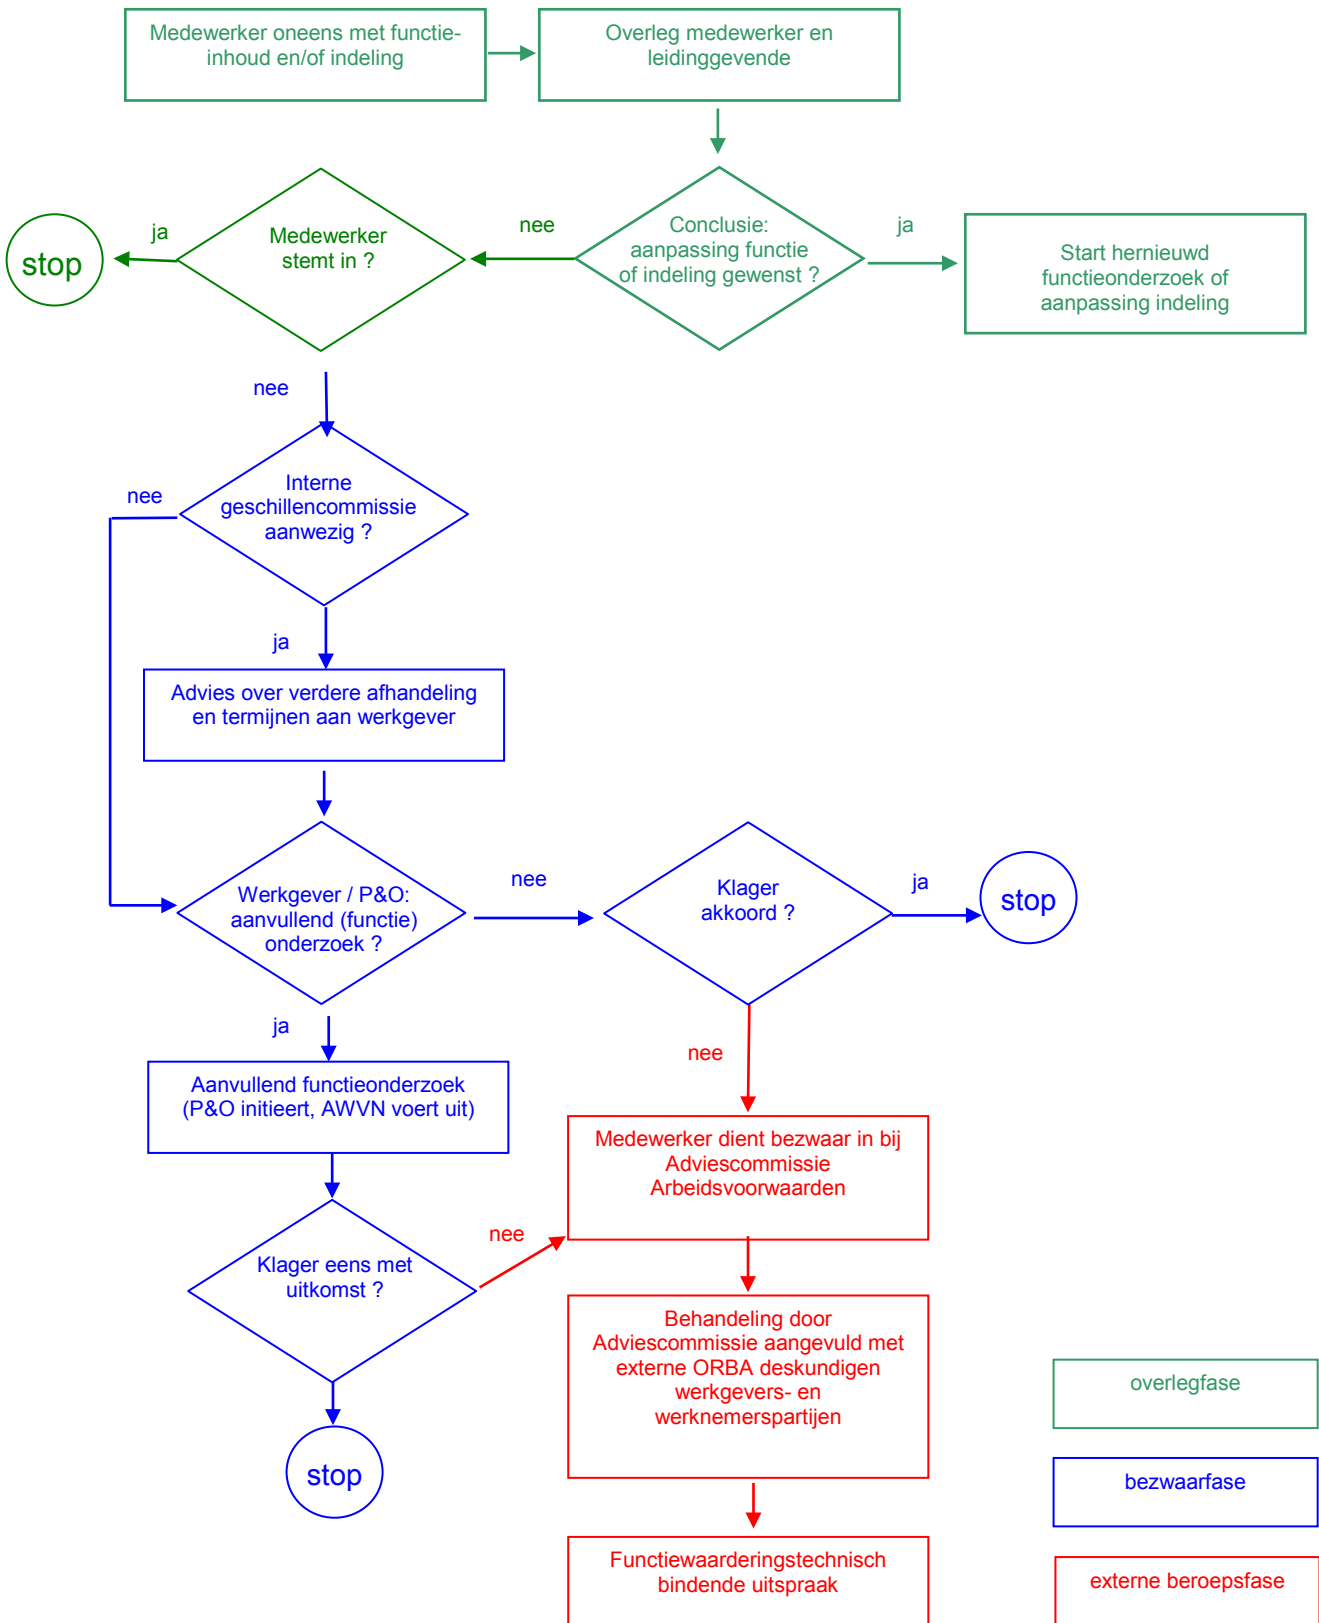 Medewerker oneens met functie-
inhoud en/of indeling
Overleg medewerker en
leidinggevende
Conclusie:
aanpassing functie
of indeling gewenst ?
ja
Start hernieuwd
functieonderzoek of
aanpassing indeling
nee
Medewerker
stemt in ?
ja
stop
nee
Interne
geschillencommissie
aanwezig ?
nee
ja
Advies over verdere afhandeling
en termijnen aan werkgever
Werkgever / P&O:
aanvullend (functie)
onderzoek ?
nee
Klager
akkoord ?
ja
stop
ja
nee
Aanvullend functieonderzoek
(P&O initieert, AWVN voert uit)
Medewerker dient bezwaar in bij
Adviescommissie
Arbeidsvoorwaarden
Klager eens met
uitkomst ?
nee
stop
Behandeling door
Adviescommissie aangevuld met
externe ORBA deskundigen
werkgevers- en
werknemerspartijen
Functiewaarderingstechnisch
bindende uitspraak
overlegfase
bezwaarfase
externe beroepsfase